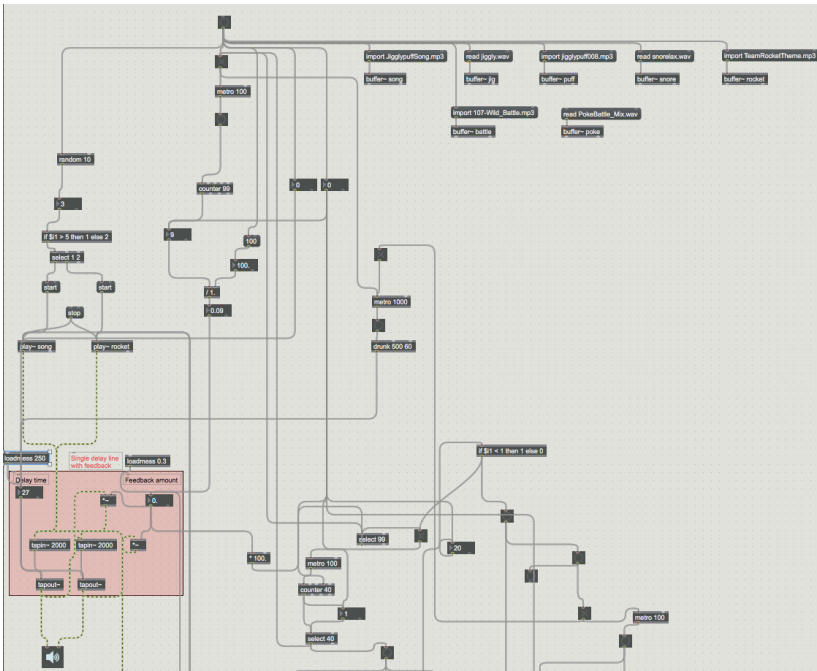 import JigglypuffSong.mp3
read jiggly.wav
import jigglypuff008.mp3
read snorelax.wav
import TeamRocketTheme.mp3
buffer~ song
buffer~ jig
buffer~ puff
buffer~ snore
buffer~ rocket
metro 100
import 107-Wild_Battle.mp3
read PokeBattle_Mix.wav
buffer~ battle
buffer~ poke
random 10
counter 99
0
0
3
if $i1 > 5 then 1 else 2
9
100
select 1 2
100.
start
start
/ 1.
metro 1000
stop
0.09
play~ song
play~ rocket
drunk 500 60
if $i1 < 1 then 1 else 0
loadmess 250
Single delay line
with feedback
loadmess 0.3
Delay time
Feedback amount
27
*~
0.
tapin~ 2000
tapin~ 2000
*~
select 99
20
* 100.
metro 100
tapout~
tapout~
counter 40
1
metro 100
select 40